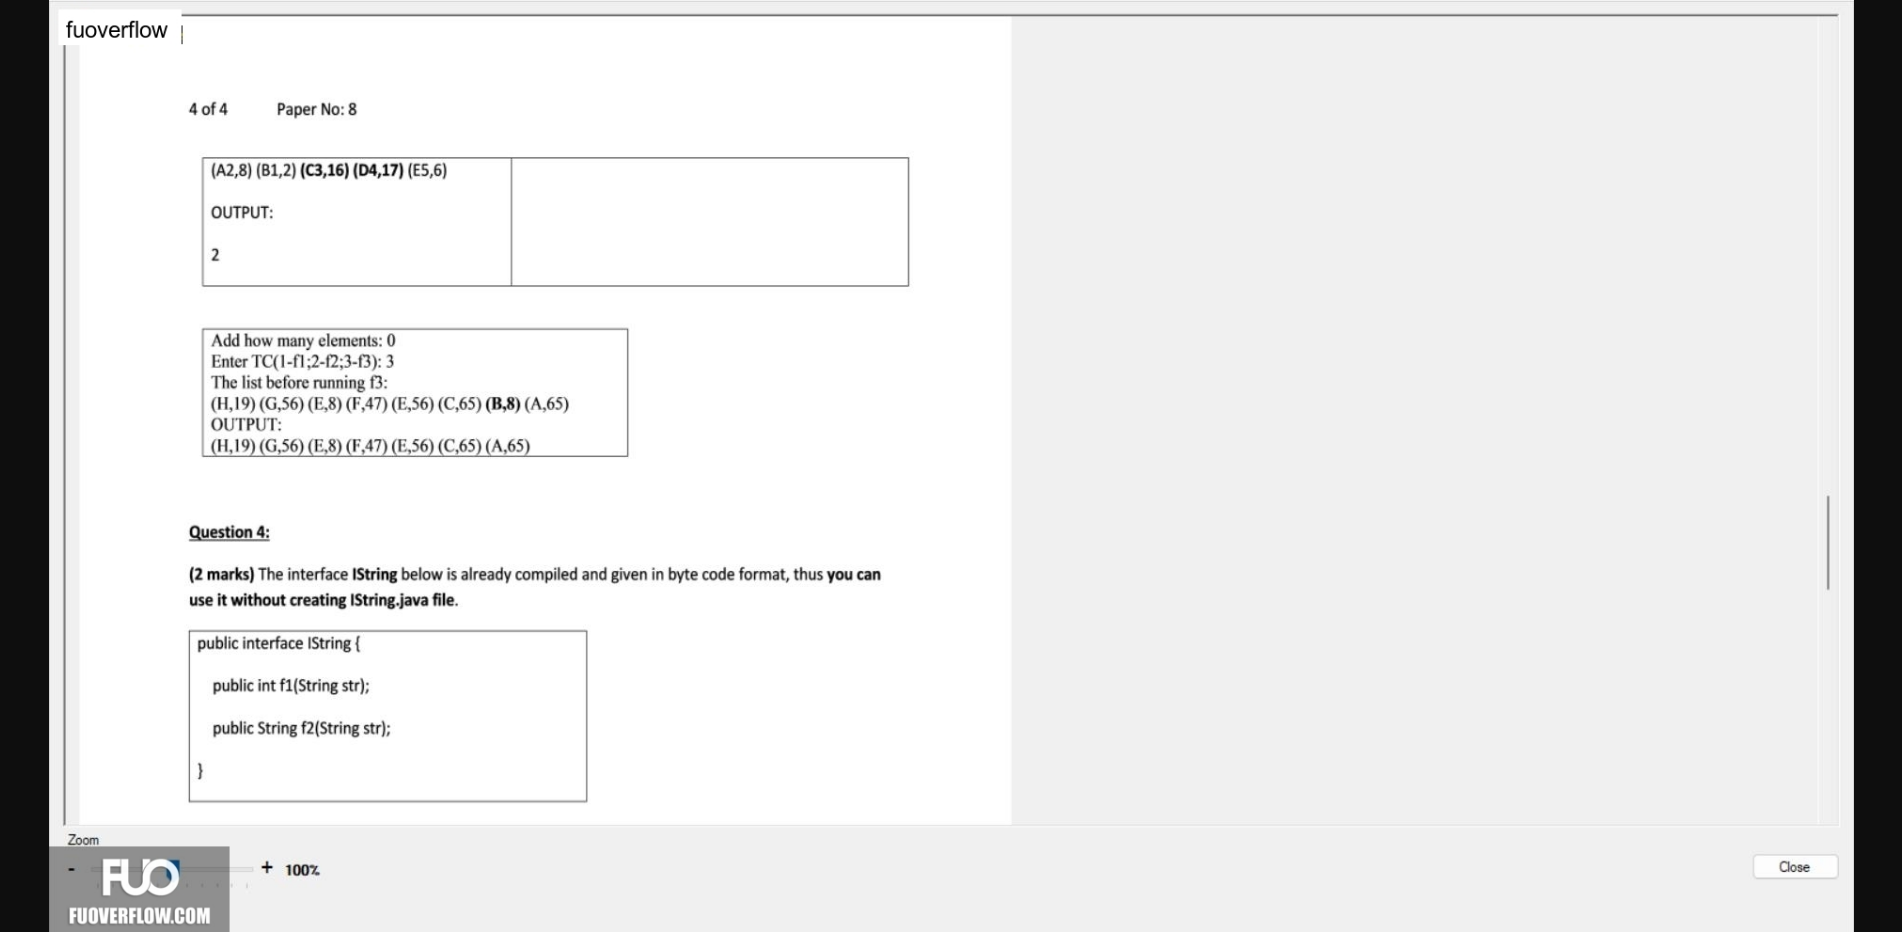 fuoverflow
4 of 4 Paper No: 8
(A2,8) (B1,2) (C3,16) (D4,17) (E5,6)
OUTPUT:
2
Add how many elements: 0
Enter TC(1-f1;2-f2;3-f3): 3
The list before running f3:
(H,19) (G,56) (E,8) (F,47) (E,56) (C,65) (B,8) (A,65)
OUTPUT:
(H,19) (G,56) (E,8) (F,47) (E,56) (C,65) (A,65)
Question 4:
(2 marks) The interface IString below is already compiled and given in byte code format, thus you can
use it without creating IString.java file.
public interface IString {
public int f1(String str);
public String f2(String str);
}
Zoom
- + 100%
Close
FUO
FUOVERFLOW.COM